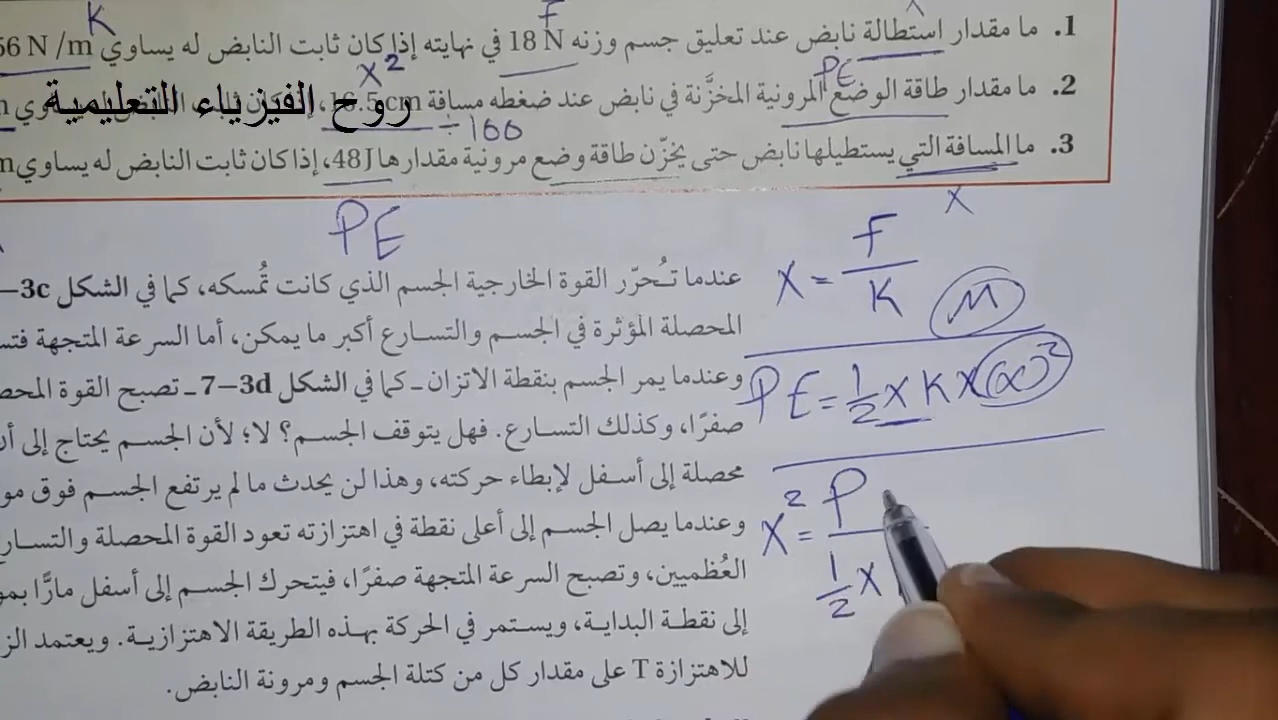 K
F
x
1. ما مقدار استطالة نابض عند تعليق جسم وزنه 18 N في نهايته إذا كان ثابت النابض له يساوي 56 N/m
x²
PE
2. ما مقدار طاقة الوضع المرونية المخزَّنة في نابض عند ضغطه مسافة 16.5 cm،
روح الفيزياء التعليمية
÷100
3. ما المسافة التي يستطيلها نابض حتى يخزّن طاقة وضع مرونية مقدارها 48J، إذا كان ثابت النابض له يساوي
PE
x
عندما تُحرّر القوة الخارجية الجسم الذي كانت تُمسكه، كما في الشكل 3c–
المحصلة المؤثرة في الجسم والتسارع أكبر ما يمكن، أما السرعة المتجهة
وعندما يمر الجسم بنقطة الاتزان ـ كما في الشكل 7–3d ـ تصبح القوة
صفرًا، وكذلك التسارع. فهل يتوقف الجسم؟ لا؛ لأن الجسم يحتاج إلى
محصلة إلى أسفل لإبطاء حركته، وهذا لن يحدث ما لم يرتفع الجسم فوق
وعندما يصل الجسم إلى أعلى نقطة في اهتزازته تعود القوة المحصلة
العُظميين، وتصبح السرعة المتجهة صفرًا، فيتحرك الجسم إلى أسفل مارًّا
إلى نقطة البداية، ويستمر في الحركة بهذه الطريقة الاهتزازية. ويعتمد
للاهتزازة T على مقدار كل من كتلة الجسم ومرونة النابض.
x = F/K
M
PE = 1/2 x K x (x)²
x² = P / 1/2 x